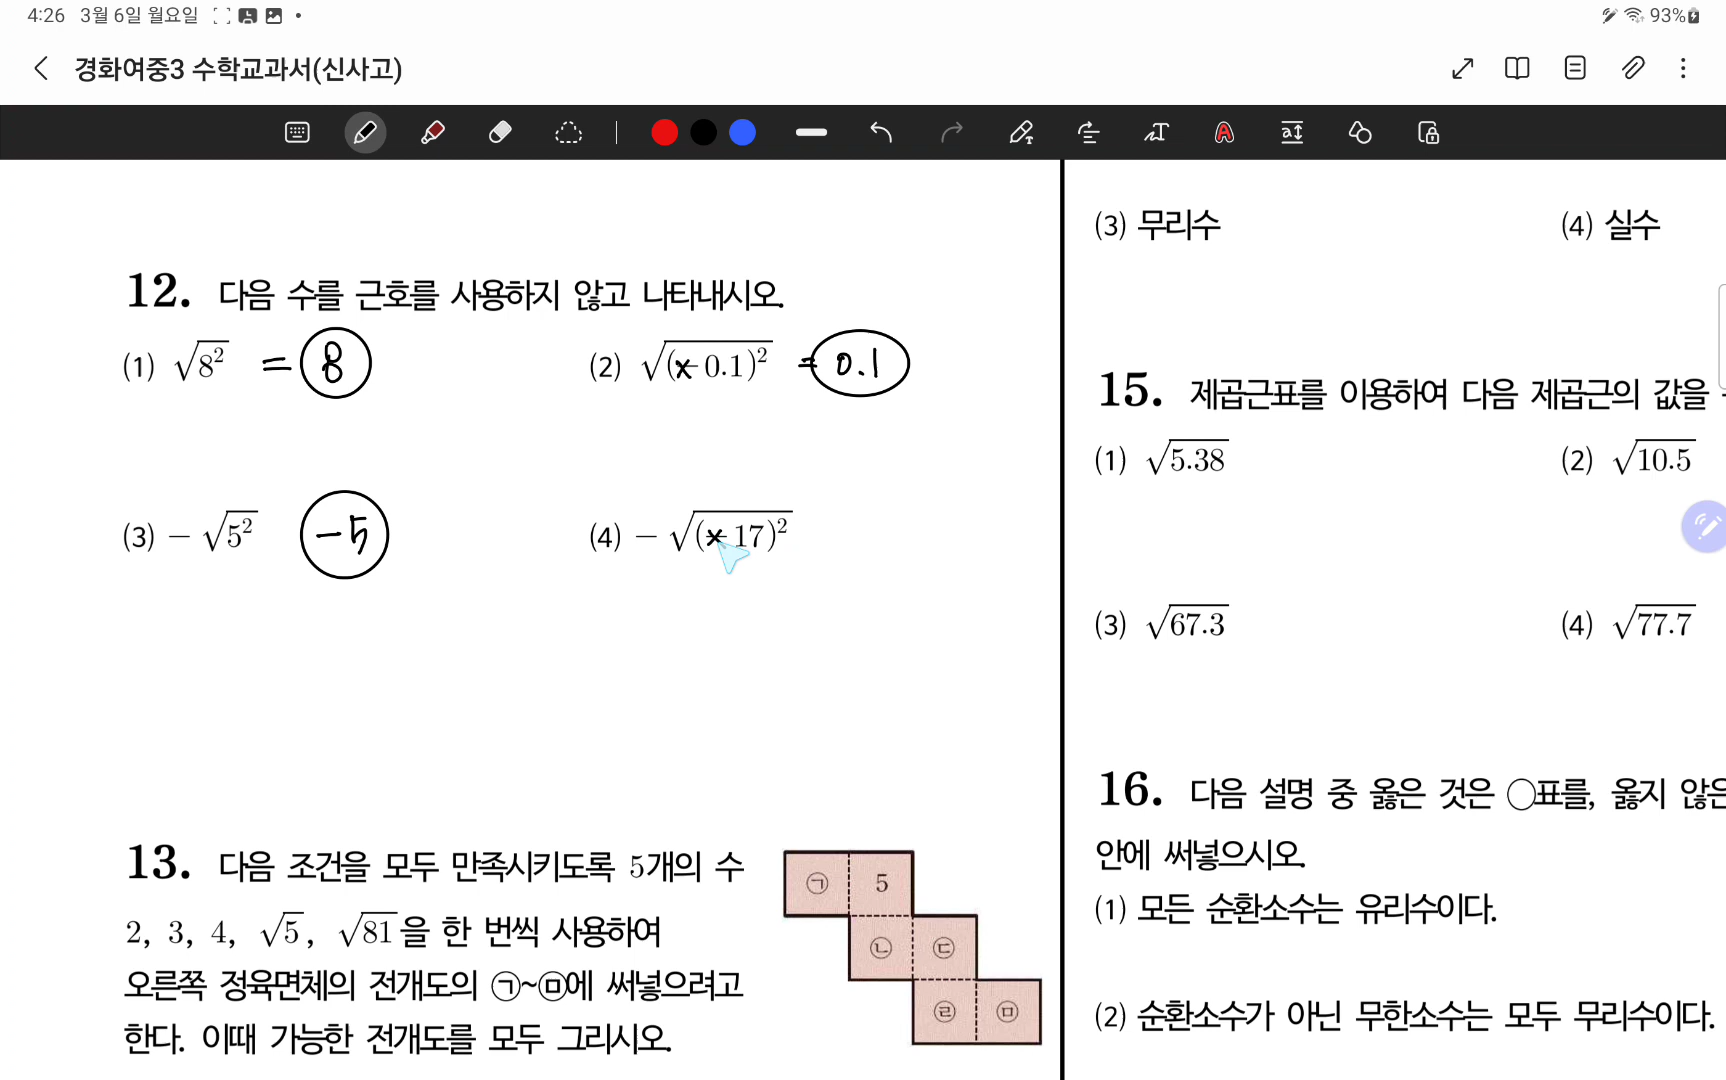 4:26 3월 6일 월요일
93%
경화여중3 수학교과서(신사고)
12. 다음 수를 근호를 사용하지 않고 나타내시오.
(1) √8² = 8
(2) √(-0.1)² = 0.1
(3) -√5² -5
(4) -√(-17)²
13. 다음 조건을 모두 만족시키도록 5개의 수
2, 3, 4, √5, √81을 한 번씩 사용하여
오른쪽 정육면체의 전개도의 ㉠~㉤에 써넣으려고
한다. 이때 가능한 전개도를 모두 그리시오.
㉠ 5
㉡ ㉢
㉣ ㉤
(3) 무리수
(4) 실수
15. 제곱근표를 이용하여 다음 제곱근의 값을
(1) √5.38
(2) √10.5
(3) √67.3
(4) √77.7
16. 다음 설명 중 옳은 것은 ○표를, 옳지 않은
안에 써넣으시오.
(1) 모든 순환소수는 유리수이다.
(2) 순환소수가 아닌 무한소수는 모두 무리수이다.